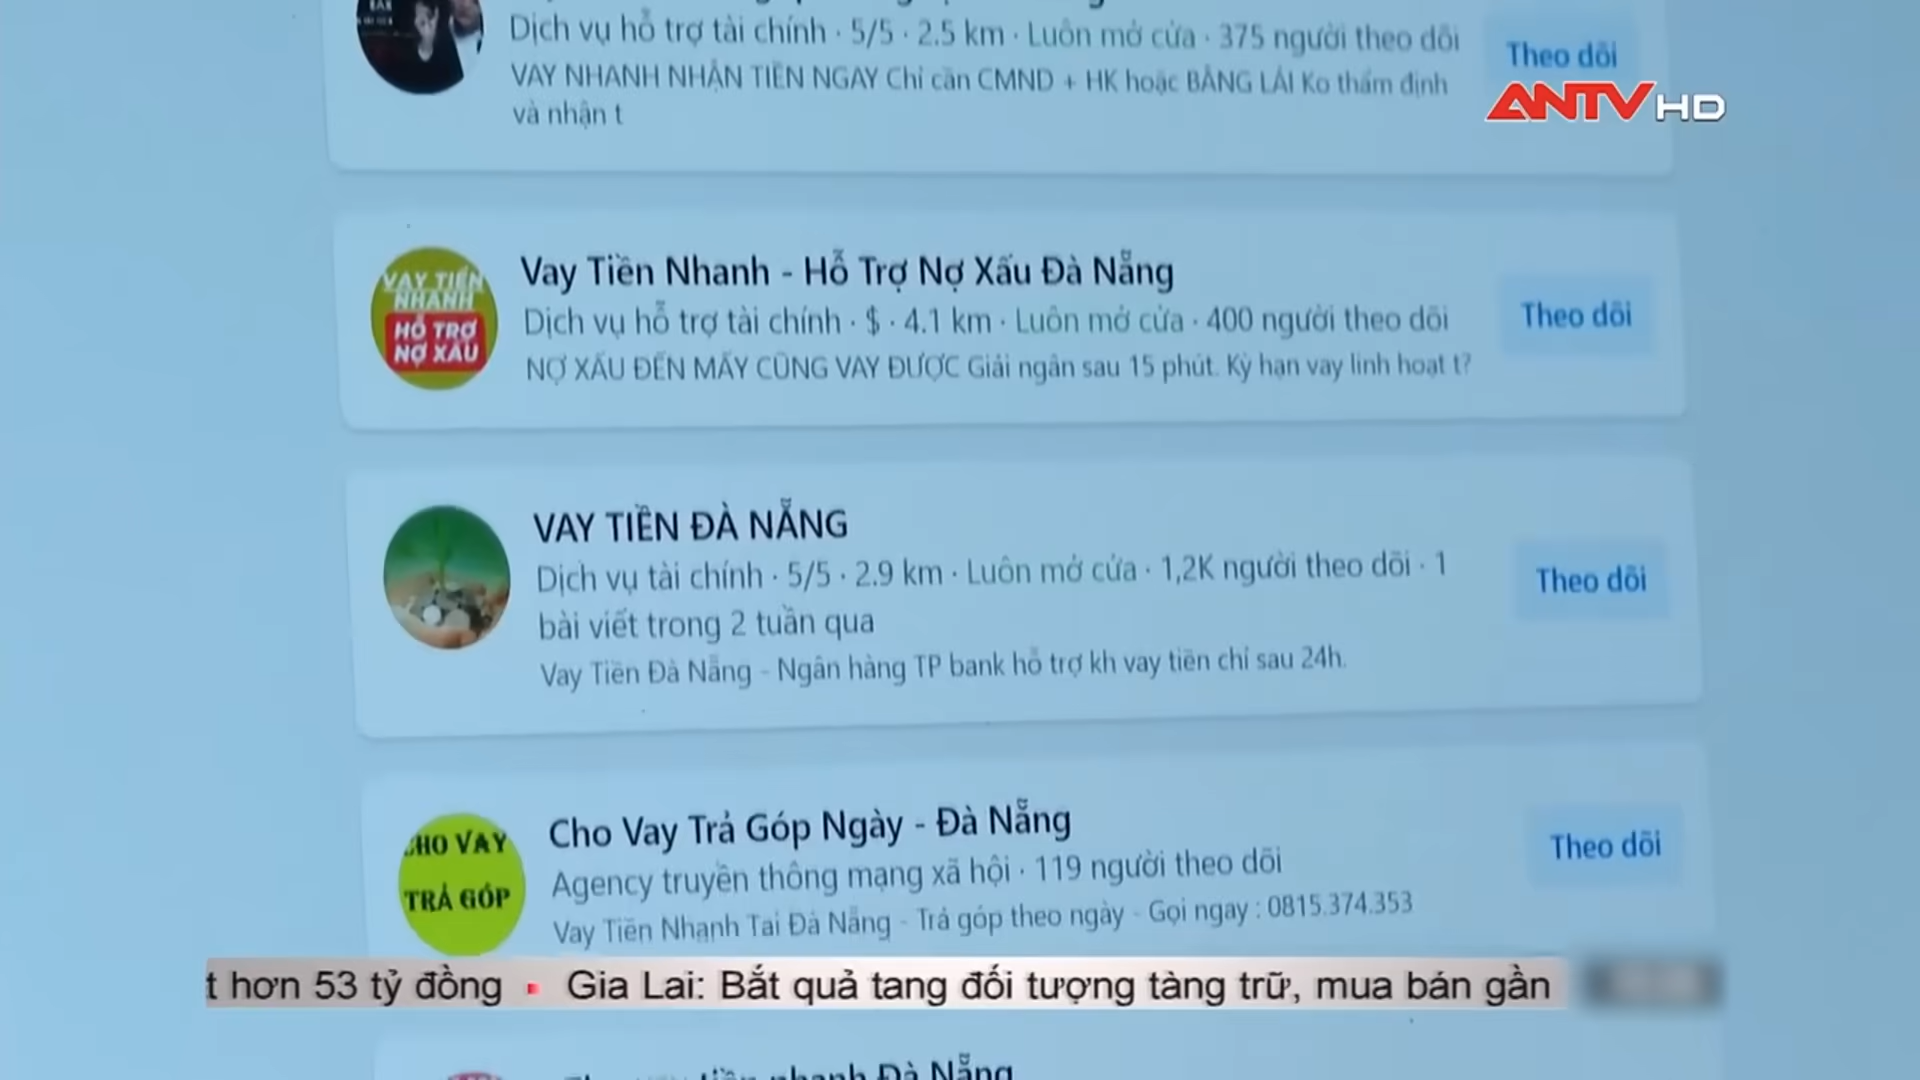 Dịch vụ hỗ trợ tài chính · 5/5 · 2.5 km · Luôn mở cửa · 375 người theo dõi
Theo dõi
VAY NHANH NHẬN TIỀN NGAY Chỉ cần CMND + HK hoặc BẰNG LÁI Ko thẩm định
và nhận t
ANTV HD
VAY TIỀN
NHANH
HỖ TRỢ
NỢ XẤU
Vay Tiền Nhanh - Hỗ Trợ Nợ Xấu Đà Nẵng
Dịch vụ hỗ trợ tài chính · $ · 4.1 km · Luôn mở cửa · 400 người theo dõi
NỢ XẤU ĐẾN MẤY CŨNG VAY ĐƯỢC Giải ngân sau 15 phút. Kỳ hạn vay linh hoạt t?
Theo dõi
VAY TIỀN ĐÀ NẴNG
Dịch vụ tài chính · 5/5 · 2.9 km · Luôn mở cửa · 1,2K người theo dõi · 1
bài viết trong 2 tuần qua
Vay Tiền Đà Nẵng - Ngân hàng TP bank hỗ trợ kh vay tiền chỉ sau 24h.
Theo dõi
CHO VAY
TRẢ GÓP
Cho Vay Trả Góp Ngày - Đà Nẵng
Agency truyền thông mạng xã hội · 119 người theo dõi
Vay Tiền Nhanh Tại Đà Nẵng - Trả góp theo ngày - Gọi ngay : 0815.374.353
Theo dõi
t hơn 53 tỷ đồng ▪ Gia Lai: Bắt quả tang đối tượng tàng trữ, mua bán gần
tiền nhanh Đà Nẵng